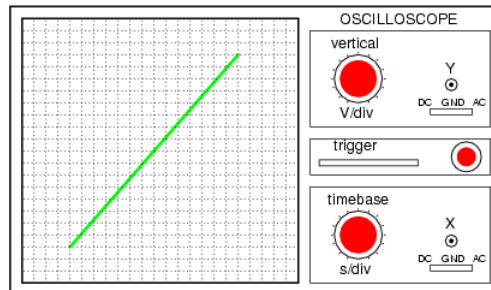 OSCILLOSCOPE
vertical
Y
DC GND AC
V/div
trigger
timebase
X
DC GND AC
s/div